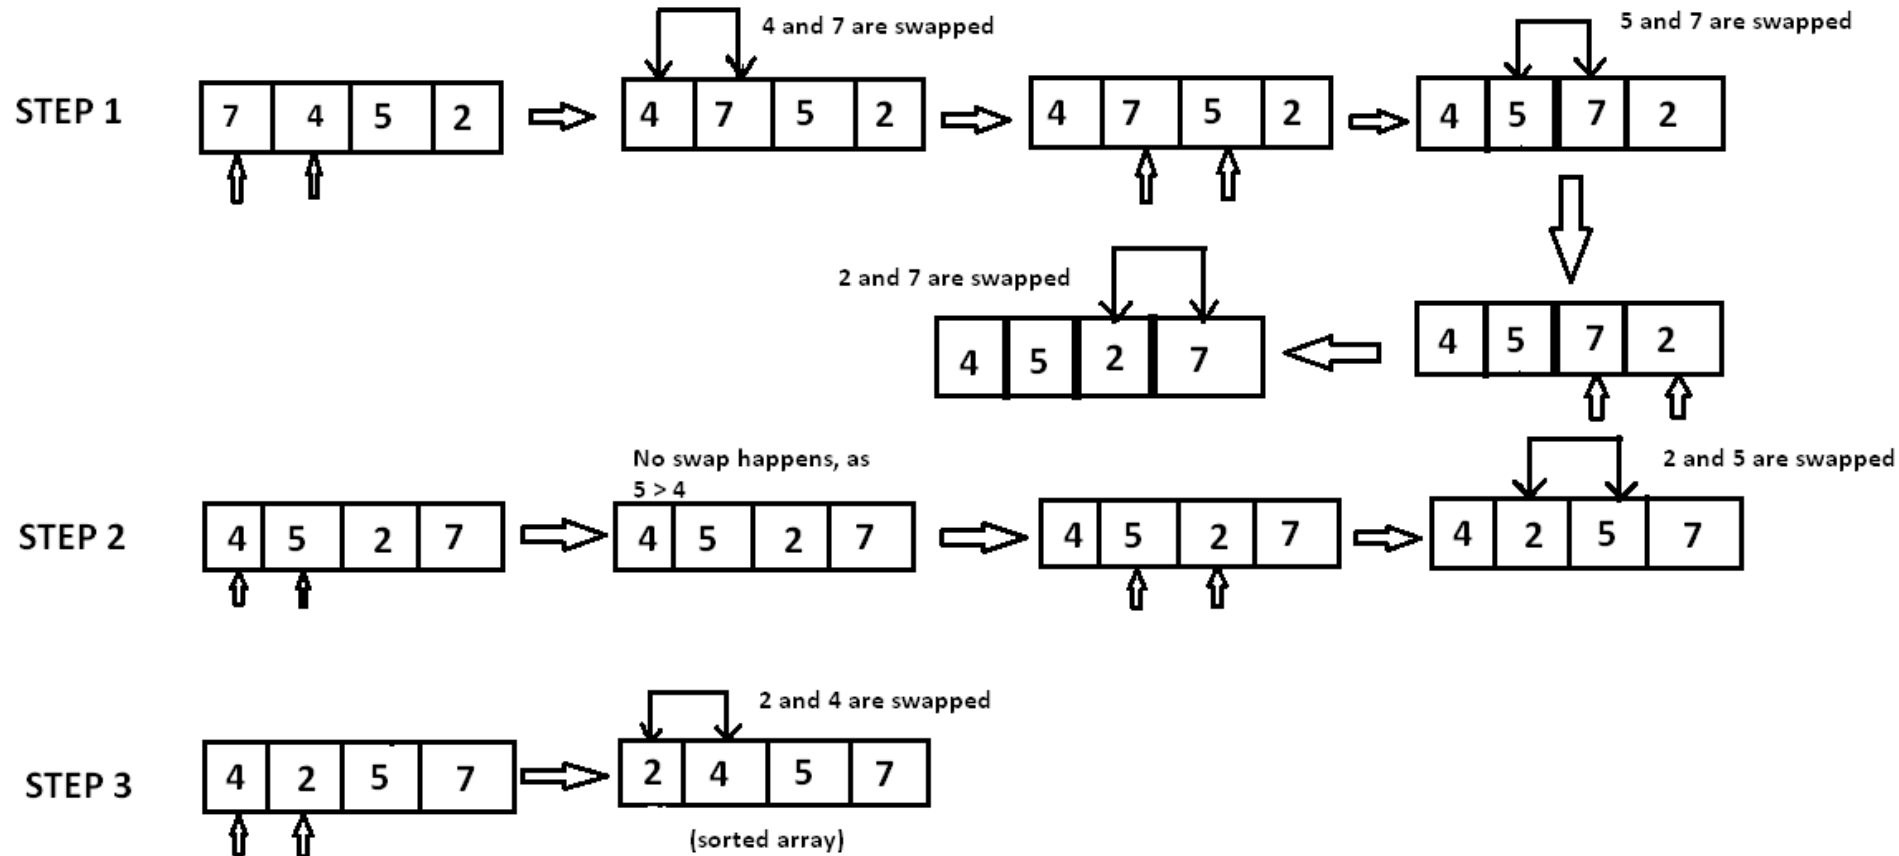 4 and 7 are swapped
5 and 7 are swapped
STEP 1
7 4 5 2
4 7 5 2
4 7 5 2
4 5 7 2
2 and 7 are swapped
4 5 2 7
4 5 7 2
No swap happens, as
5 > 4
2 and 5 are swapped
STEP 2
4 5 2 7
4 5 2 7
4 5 2 7
4 2 5 7
2 and 4 are swapped
STEP 3
4 2 5 7
2 4 5 7
(sorted array)